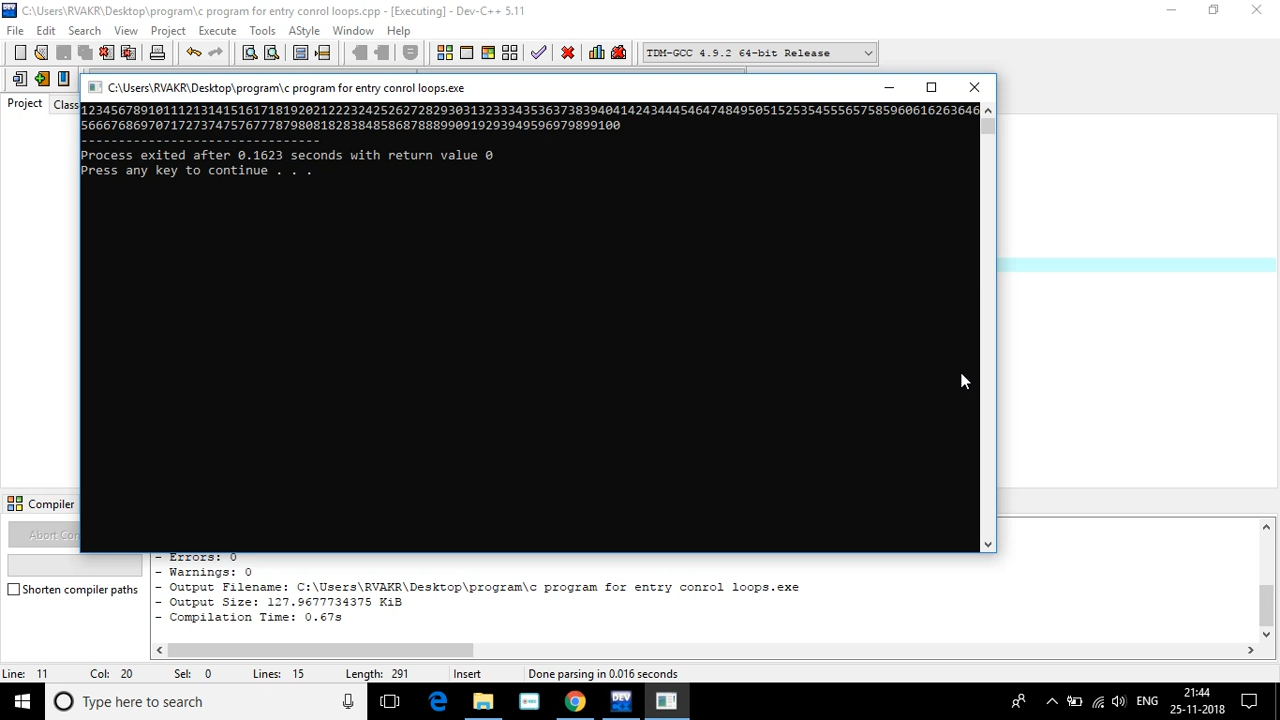 C:\Users\RVAKR\Desktop\program\c program for entry conrol loops.cpp - [Executing] - Dev-C++ 5.11
File Edit Search View Project Execute Tools AStyle Window Help
TDM-GCC 4.9.2 64-bit Release
C:\Users\RVAKR\Desktop\program\c program for entry conrol loops.exe
Project Class
123456789101112131415161718192021222324252627282930313233343536373839404142434445464748495051525354555657585960616263646
566676869707172737475767778798081828384858687888990919293949596979899100
--------------------------------
Process exited after 0.1623 seconds with return value 0
Press any key to continue . . .
Compiler
Abort Con
- Errors: 0
- Warnings: 0
- Output Filename: C:\Users\RVAKR\Desktop\program\c program for entry conrol loops.exe
Shorten compiler paths
- Output Size: 127.9677734375 KiB
- Compilation Time: 0.67s
Line: 11 Col: 20 Sel: 0 Lines: 15 Length: 291 Insert Done parsing in 0.016 seconds
Type here to search
DEV
ENG
21:44
25-11-2018